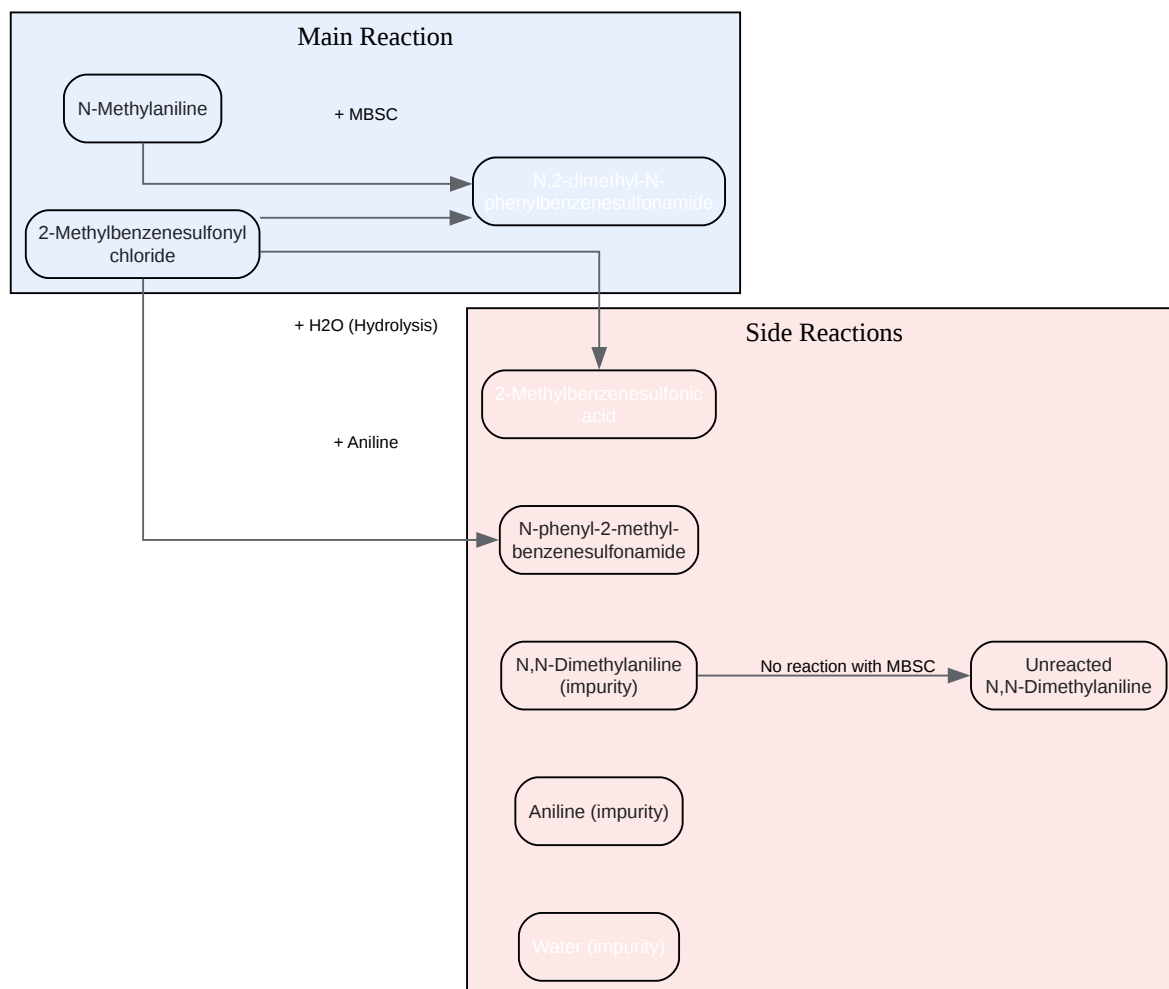 Main Reaction
N-Methylaniline
+ MBSC
N,2-dimethyl-N-
phenylbenzenesulfonamide
2-Methylbenzenesulfonyl
chloride
+ H2O (Hydrolysis)
Side Reactions
2-Methylbenzenesulfonic
acid
+ Aniline
N-phenyl-2-methyl-
benzenesulfonamide
N,N-Dimethylaniline
(impurity)
No reaction with MBSC
Unreacted
N,N-Dimethylaniline
Aniline (impurity)
Water (impurity)